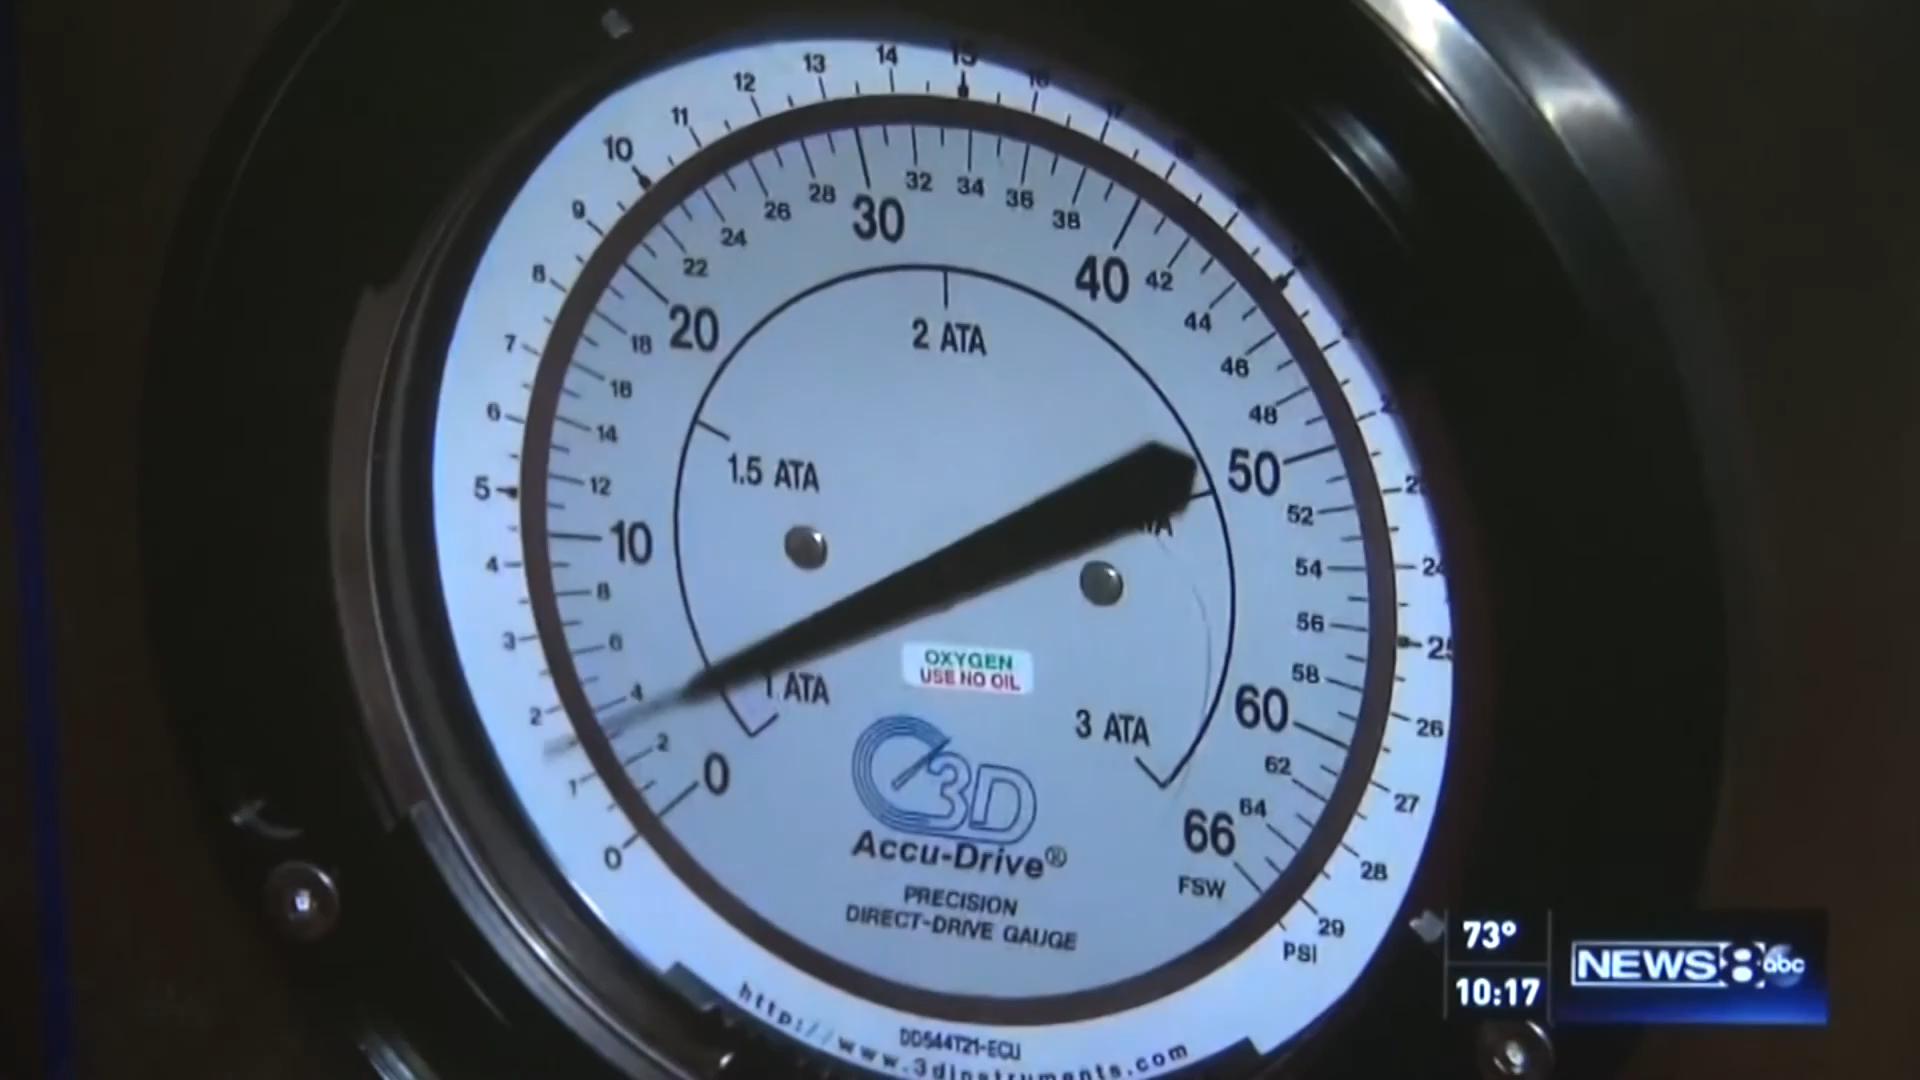 0 1 2 3 4 5 6 7 8 9 10 11 12 13 14 15 16 17
24 25 26 27 28 29
PSI
0 2 4 6 8 10 12 14 16 18 20 22 24 26 28 30 32 34 36 38 40 42 44 46 48 50 52 54 56 58 60 62 64 66
FSW
1 ATA
1.5 ATA
2 ATA
3 ATA
OXYGEN
USE NO OIL
3D
Accu-Drive®
PRECISION
DIRECT-DRIVE GAUGE
DD544T21-ECU
http://www.3dinstruments.com
73°
10:17
NEWS 8 abc